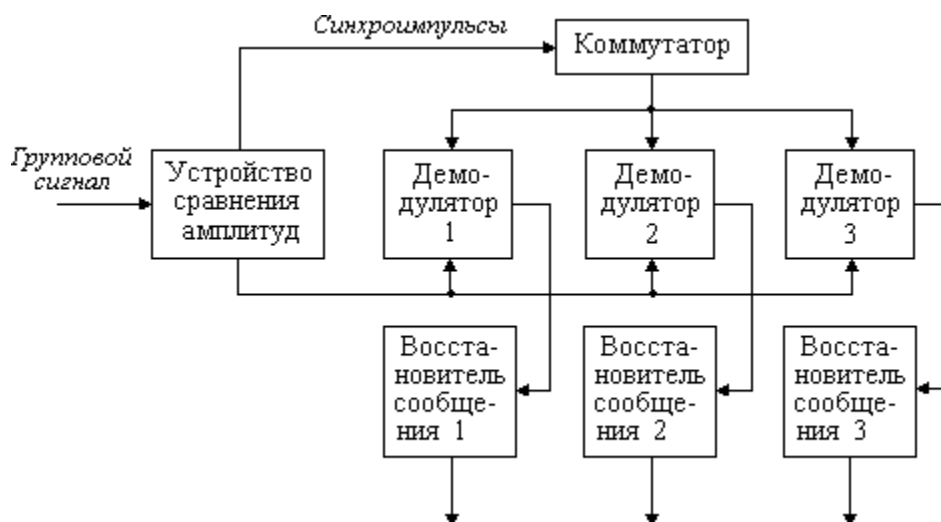 Синхроимпульсы
Коммутатор
Групповой
сигнал
Устройство
сравнения
амплитуд
Демо-
дулятор
1
Демо-
дулятор
2
Демо-
дулятор
3
Восста-
новитель
сообще-
ния 1
Восста-
новитель
сообще-
ния 2
Восста-
новитель
сообще-
ния 3